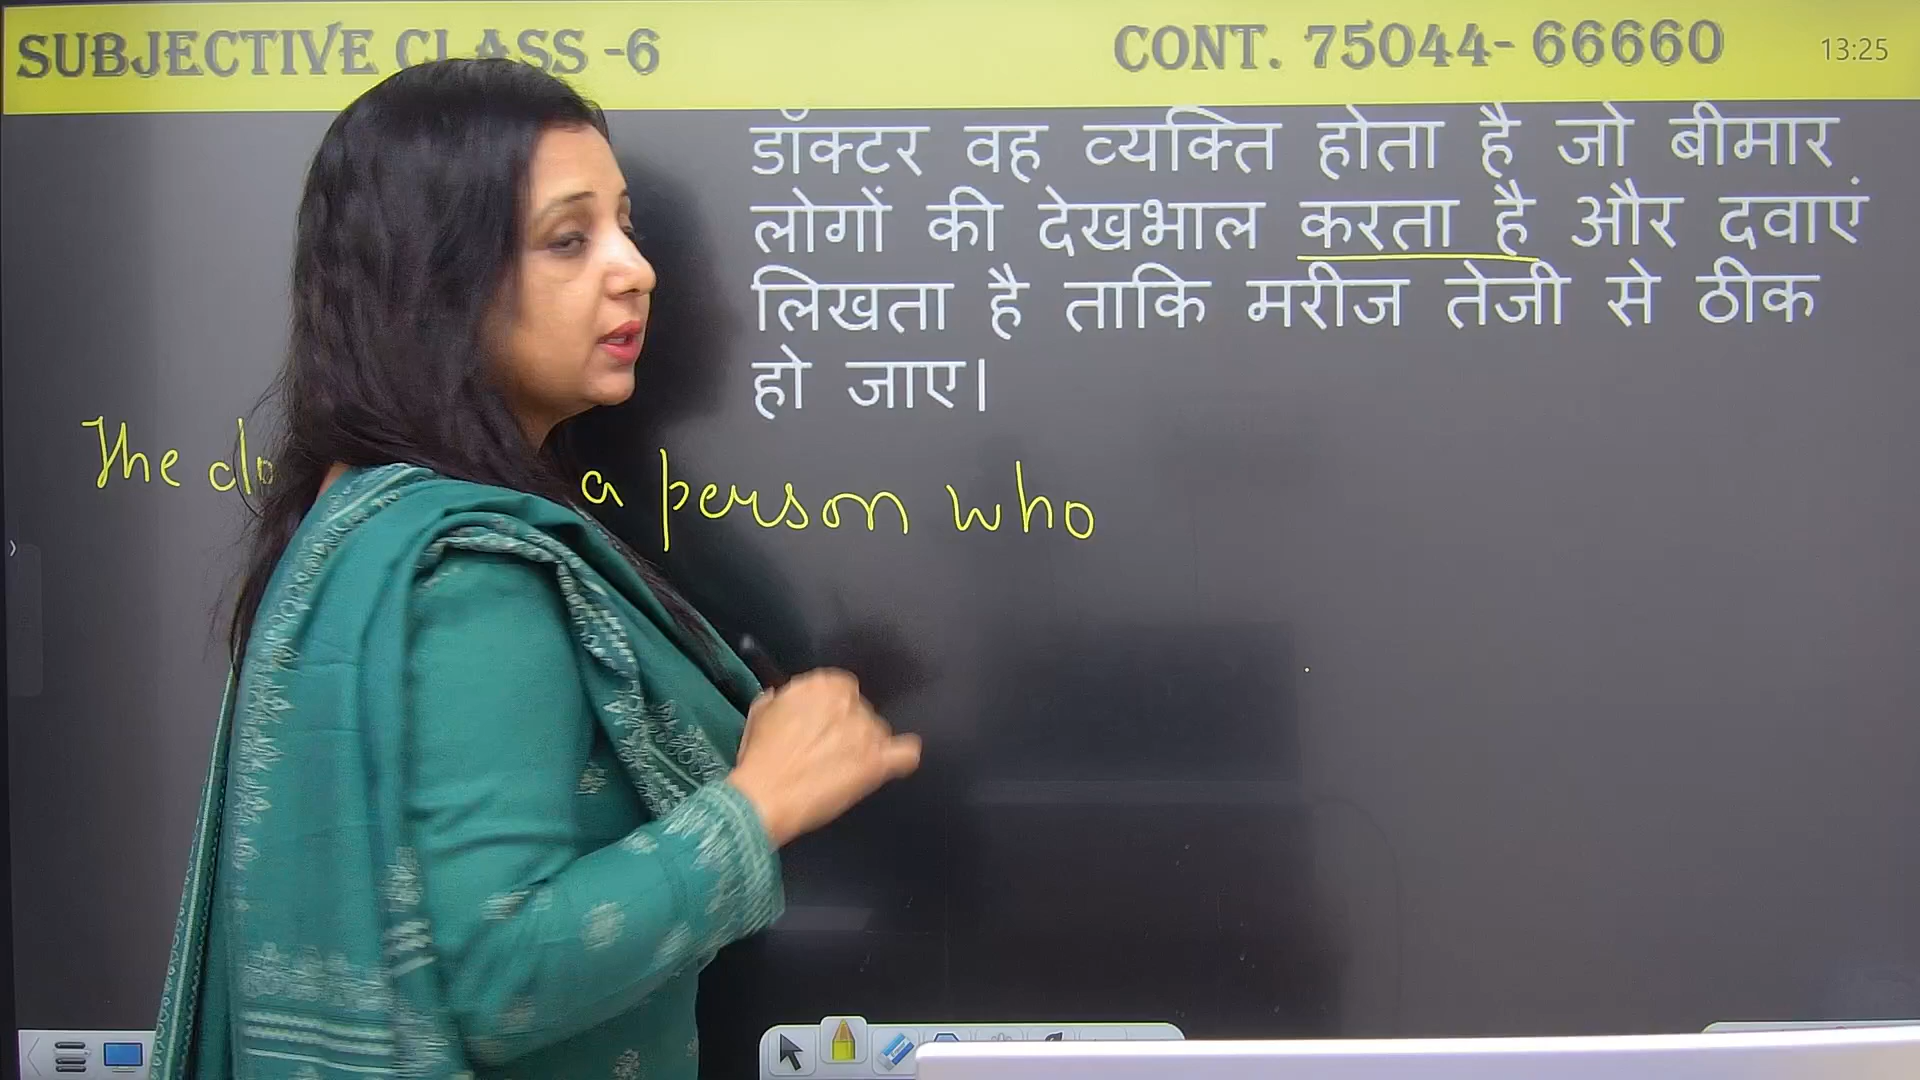 SUBJECTIVE CLASS -6
CONT. 75044- 66660
13:25
डॉक्टर वह व्यक्ति होता है जो बीमार
लोगों की देखभाल करता है और दवाएं
लिखता है ताकि मरीज तेजी से ठीक
हो जाए।
The a person who